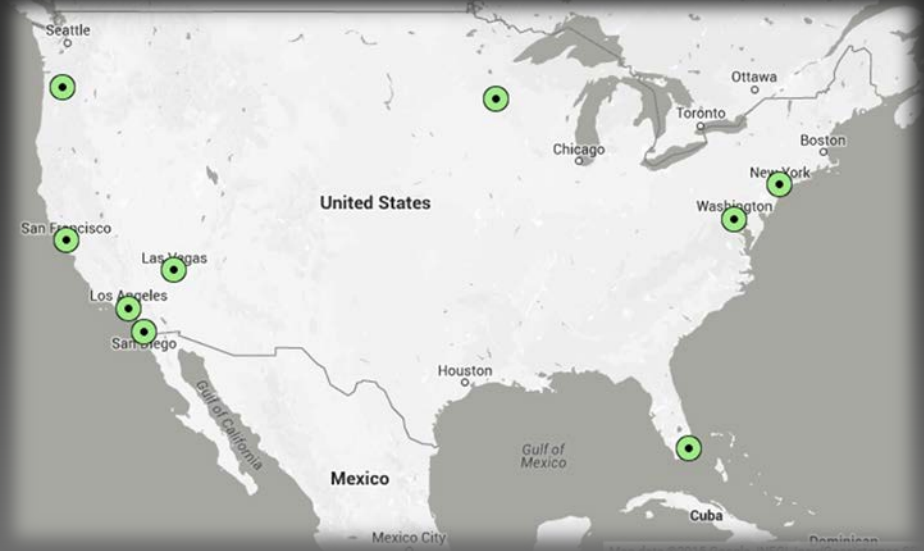 Seattle
Ottawa
Toronto
Boston
Chicago
New York
United States
Washington
San Francisco
Las Vegas
Los Angeles
San Diego
Houston
Gulf of California
Gulf of
Mexico
Mexico
Cuba
Mexico City
Dominican